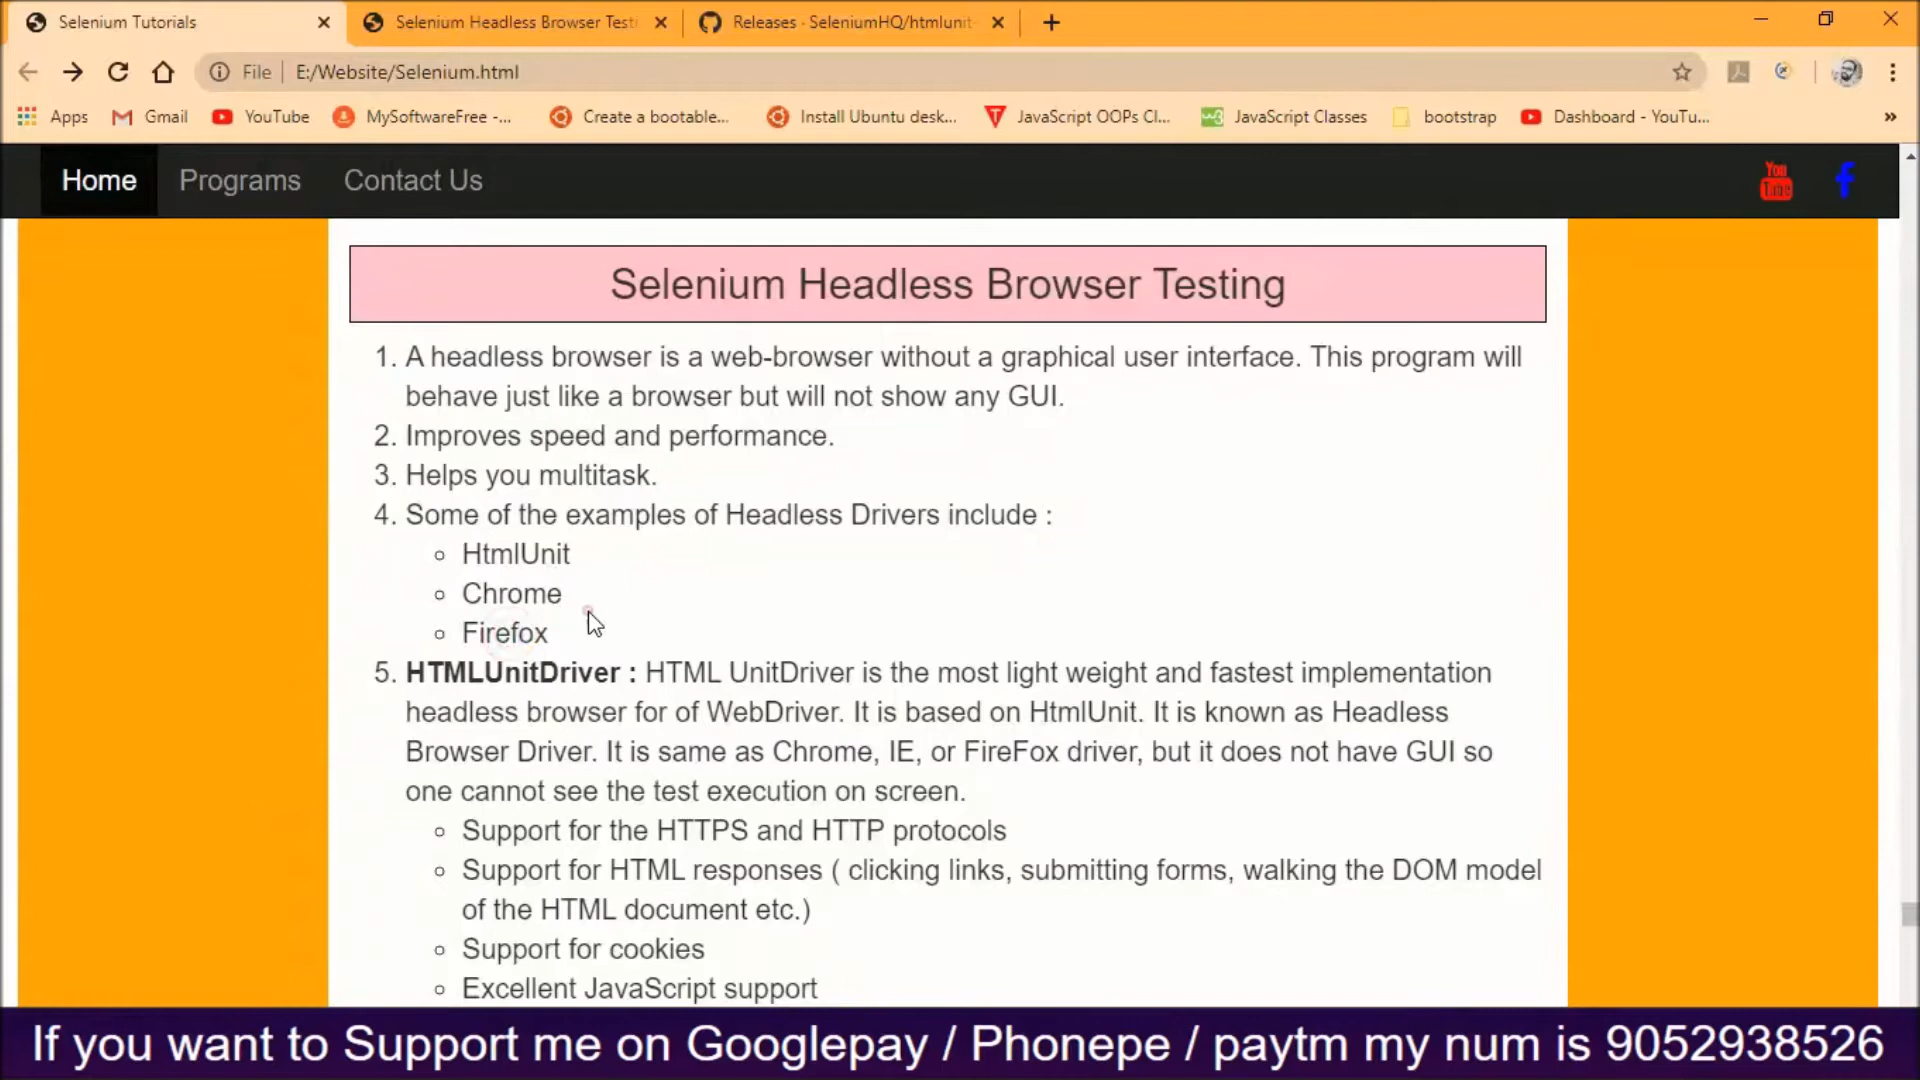 Selenium Tutorials
Selenium Headless Browser Testi
Releases · SeleniumHQ/htmlunit-
File
E:/Website/Selenium.html
Apps
Gmail
YouTube
MySoftwareFree -...
Create a bootable...
Install Ubuntu desk...
JavaScript OOPs Cl...
JavaScript Classes
bootstrap
Dashboard - YouTu...
»
Home
Programs
Contact Us
You
Tube
Selenium Headless Browser Testing
1. A headless browser is a web-browser without a graphical user interface. This program will
behave just like a browser but will not show any GUI.
2. Improves speed and performance.
3. Helps you multitask.
4. Some of the examples of Headless Drivers include :
HtmlUnit
Chrome
Firefox
5. HTMLUnitDriver : HTML UnitDriver is the most light weight and fastest implementation
headless browser for of WebDriver. It is based on HtmlUnit. It is known as Headless
Browser Driver. It is same as Chrome, IE, or FireFox driver, but it does not have GUI so
one cannot see the test execution on screen.
Support for the HTTPS and HTTP protocols
Support for HTML responses ( clicking links, submitting forms, walking the DOM model
of the HTML document etc.)
Support for cookies
Excellent JavaScript support
If you want to Support me on Googlepay / Phonepe / paytm my num is 9052938526